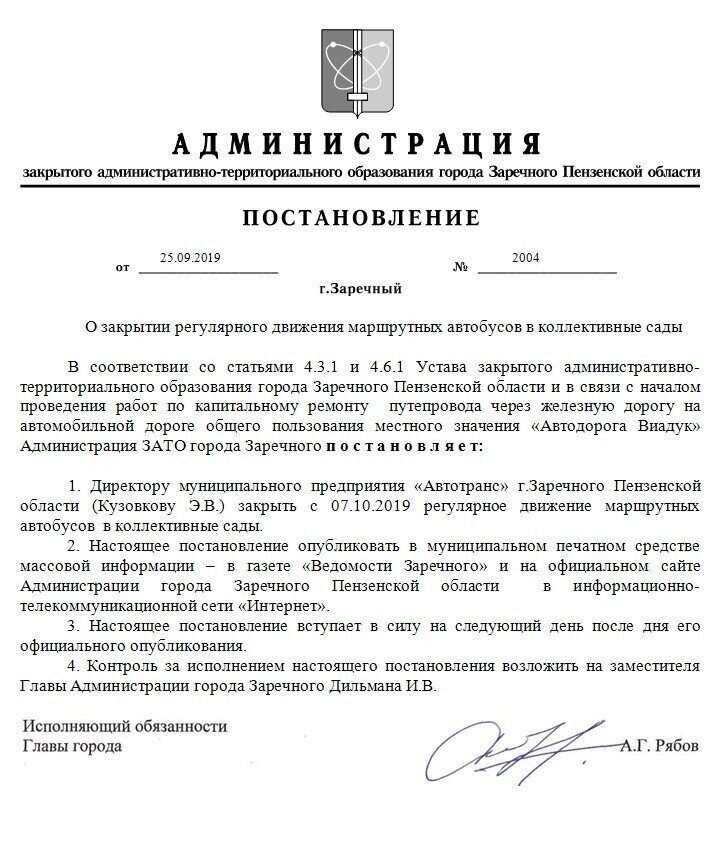 АДМИНИСТРАЦИЯ
закрытого административно-территориального образования города Заречного Пензенской области
ПОСТАНОВЛЕНИЕ
от 25.09.2019 № 2004
г.Заречный
О закрытии регулярного движения маршрутных автобусов в коллективные сады
В соответствии со статьями 4.3.1 и 4.6.1 Устава закрытого административно-
территориального образования города Заречного Пензенской области и в связи с началом
проведения работ по капитальному ремонту путепровода через железную дорогу на
автомобильной дороге общего пользования местного значения «Автодорога Виадук»
Администрация ЗАТО города Заречного п о с т а н о в л я е т:
1. Директору муниципального предприятия «Автотранс» г.Заречный Пензенской
области (Кузовкову Э.В.) закрыть с 07.10.2019 регулярное движение маршрутных
автобусов в коллективные сады.
2. Настоящее постановление опубликовать в муниципальном печатном средстве
массовой информации – в газете «Ведомости Заречного» и на официальном сайте
Администрации города Заречного Пензенской области в информационно-
телекоммуникационной сети «Интернет».
3. Настоящее постановление вступает в силу на следующий день после дня его
официального опубликования.
4. Контроль за исполнением настоящего постановления возложить на заместителя
Главы Администрации города Заречного Дильмана И.В.
Исполняющий обязанности
Главы города А.Г. Рябов